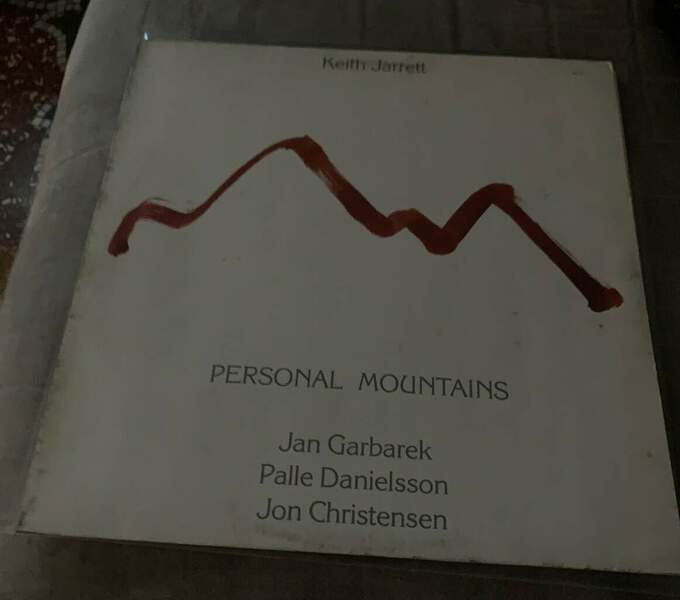 Keith Jarrett
PERSONAL MOUNTAINS
Jan Garbarek
Palle Danielsson
Jon Christensen